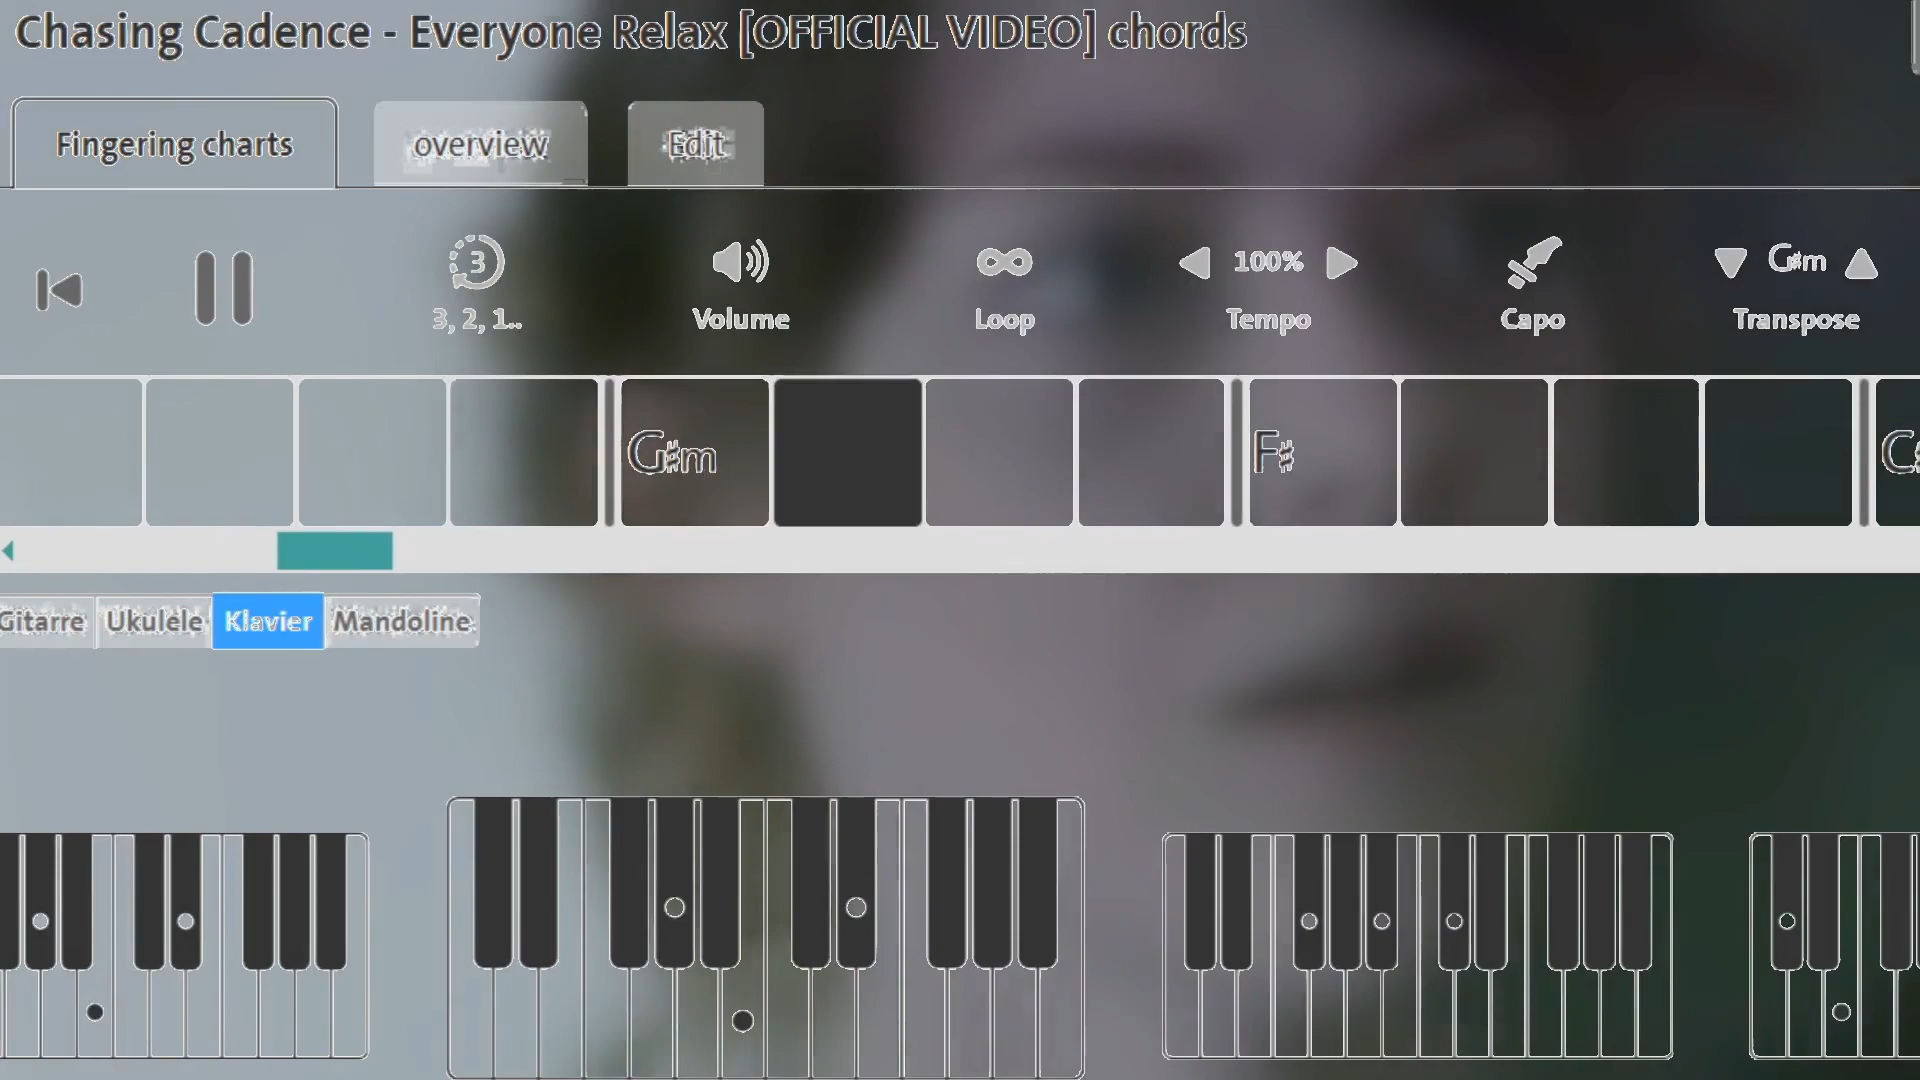 Chasing Cadence - Everyone Relax [OFFICIAL VIDEO] chords
Fingering charts overview Edit
3 100% G♯m
3, 2, 1.. Volume Loop Tempo Capo Transpose
G♯m F♯ C♯
Gitarre Ukulele Klavier Mandoline